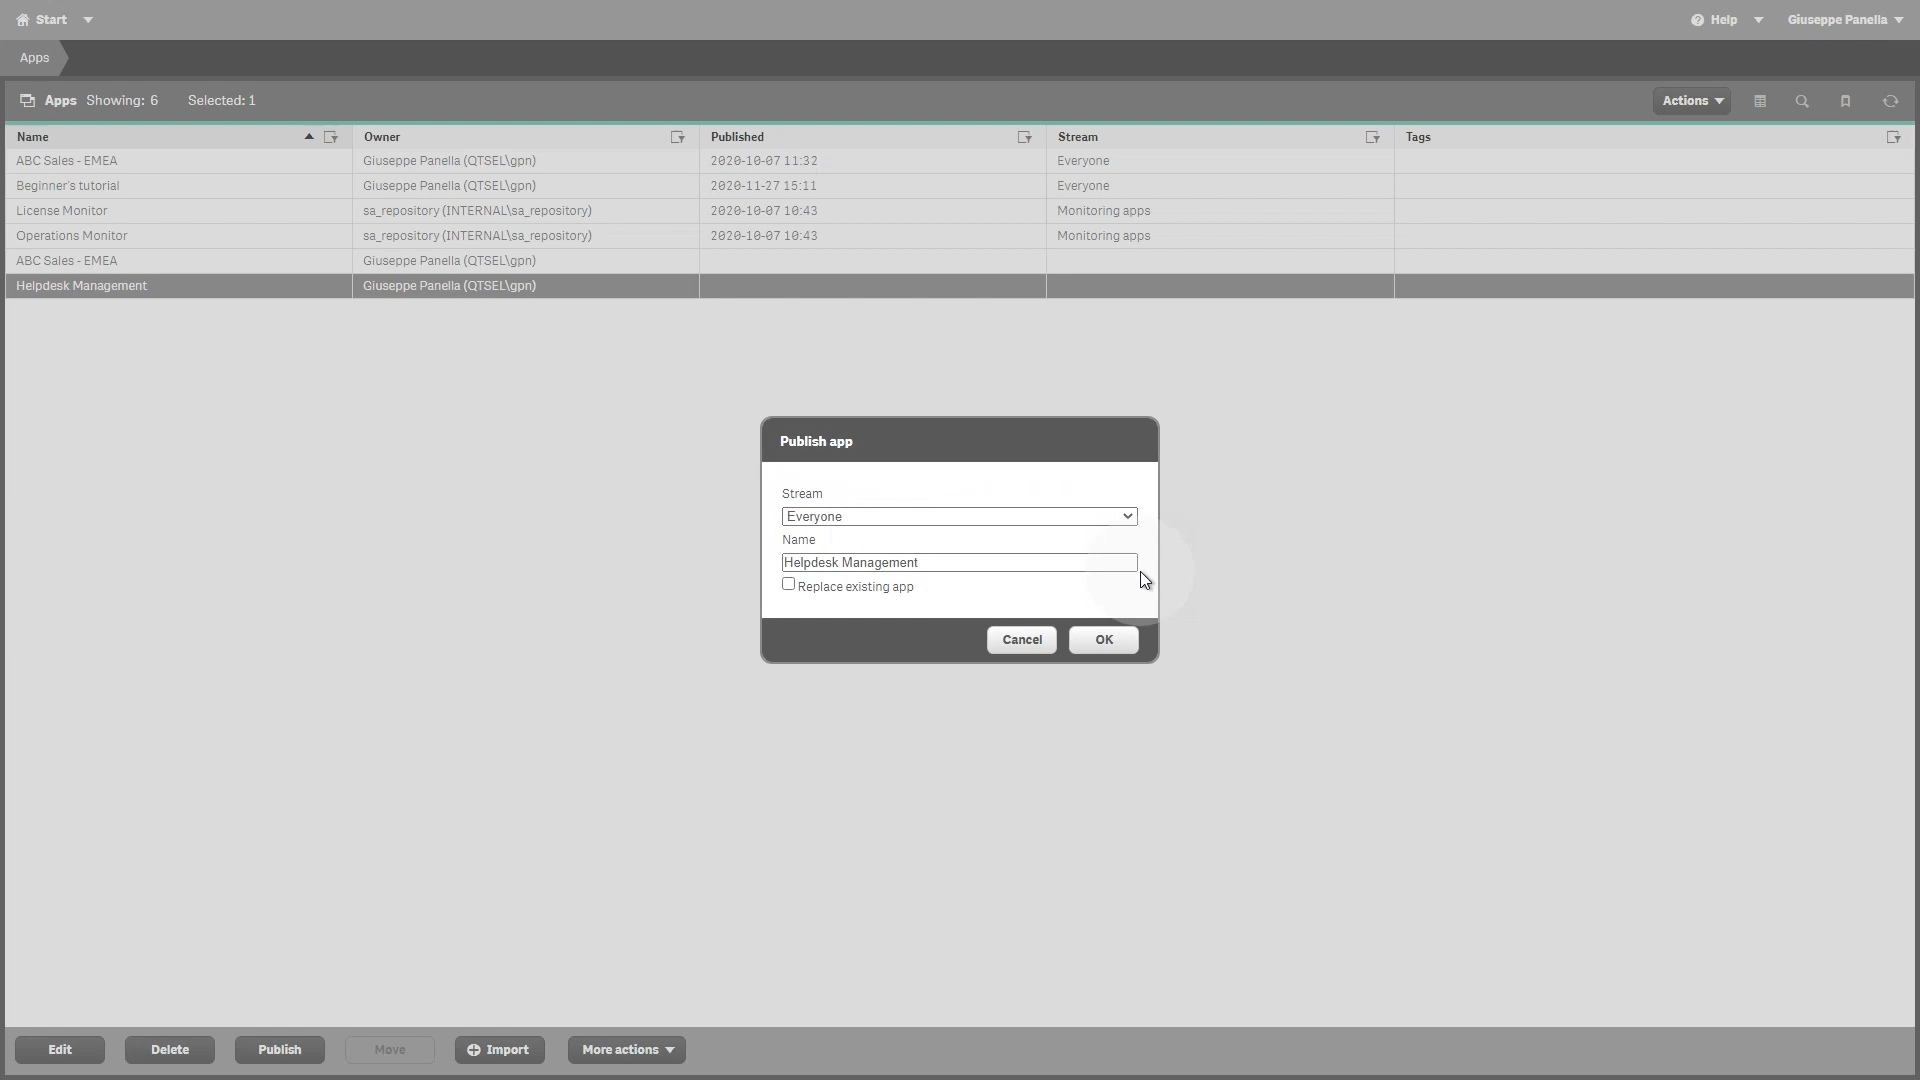 Start Help Giuseppe Panella
Apps
Apps Showing: 6 Selected: 1 Actions
Name Owner Published Stream Tags
ABC Sales - EMEA Giuseppe Panella (QTSEL\gpn) 2020-10-07 11:32 Everyone
Beginner's tutorial Giuseppe Panella (QTSEL\gpn) 2020-11-27 15:11 Everyone
License Monitor sa_repository (INTERNAL\sa_repository) 2020-10-07 10:43 Monitoring apps
Operations Monitor sa_repository (INTERNAL\sa_repository) 2020-10-07 10:43 Monitoring apps
ABC Sales - EMEA Giuseppe Panella (QTSEL\gpn)
Helpdesk Management Giuseppe Panella (QTSEL\gpn)
Publish app
Stream
Everyone
Name
Helpdesk Management
Replace existing app
Cancel OK
Edit Delete Publish Move Import More actions